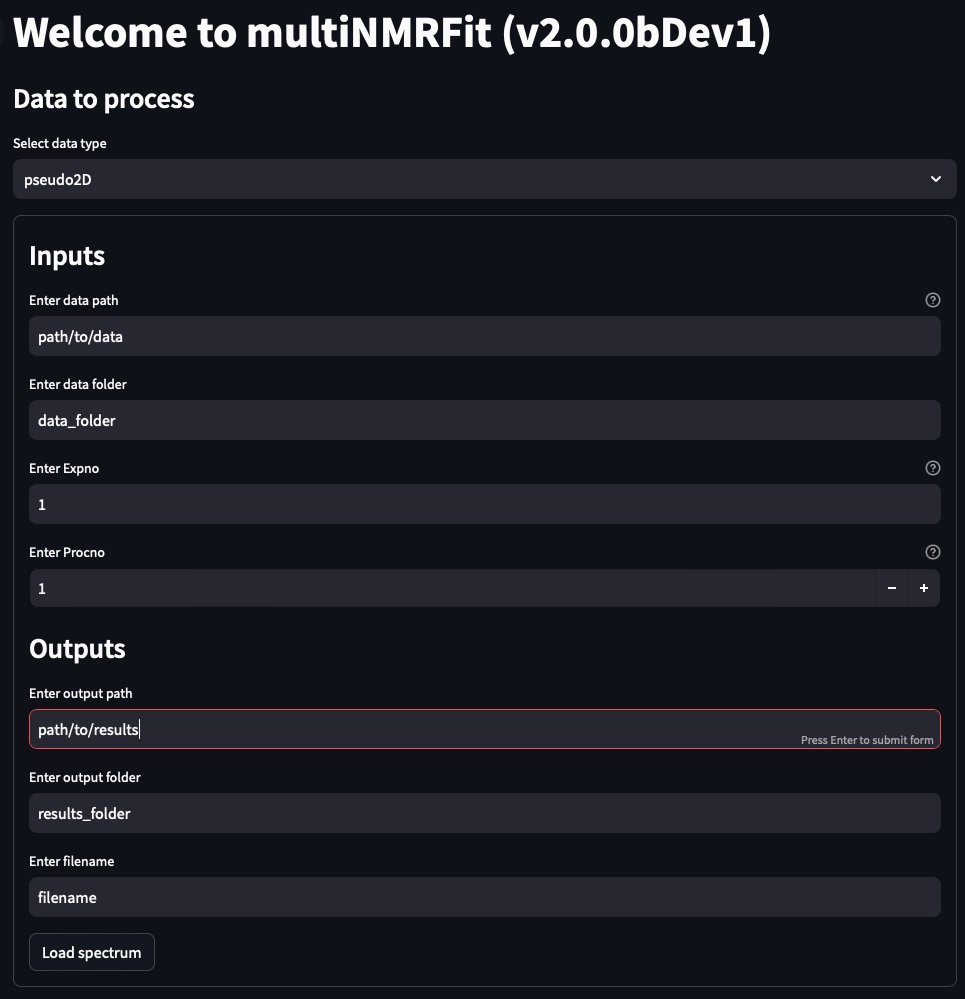 Welcome to multiNMRFit (v2.0.0bDev1)
Data to process
Select data type
pseudo2D
Inputs
Enter data path
path/to/data
Enter data folder
data_folder
Enter Expno
1
Enter Procno
1
Outputs
Enter output path
path/to/results
Press Enter to submit form
Enter output folder
results_folder
Enter filename
filename
Load spectrum